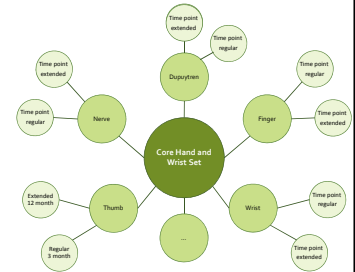 Time point
extended
Time point
regular
Dupuytren
Time point
extended
Time point
regular
Nerve
Time point
regular
Time point
extended
Finger
Core Hand and
Wrist Set
Extended
12 month
Regular
3 month
Thumb
...
Wrist
Time point
regular
Time point
extended